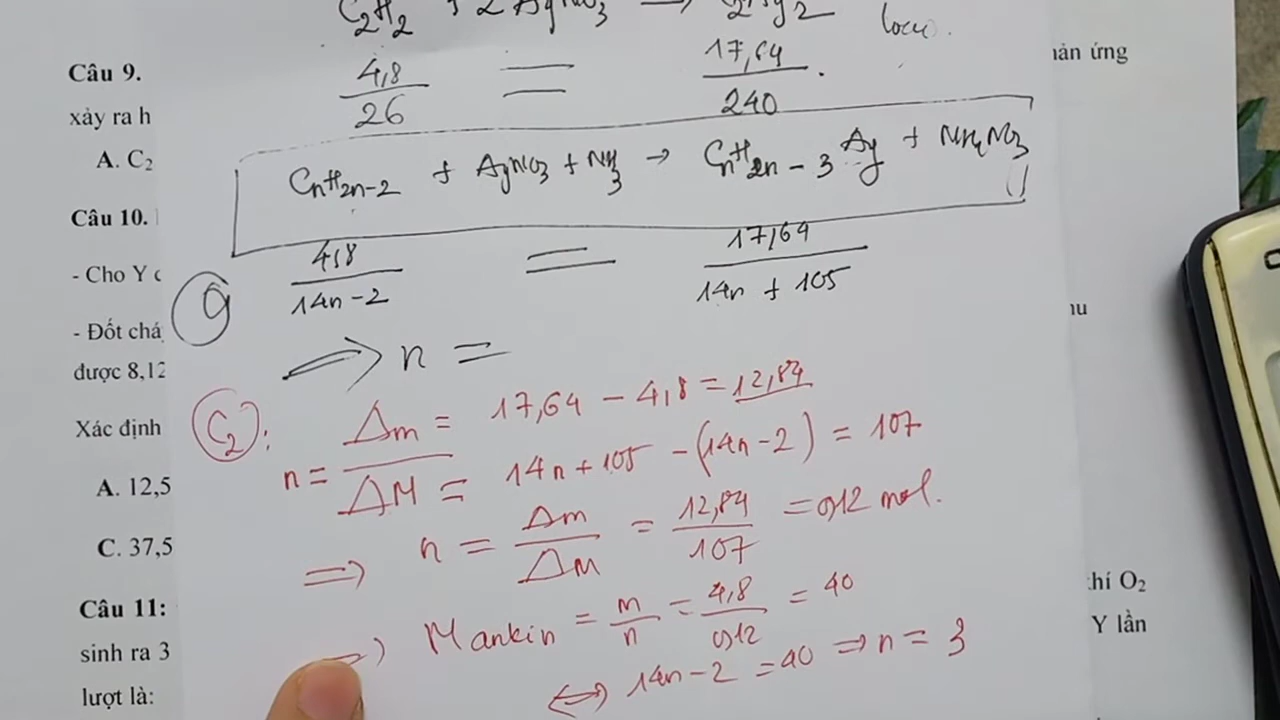 C₂H₂ + 2AgNO₃ → C₂Ag₂ loại.
Câu 9. 4,8/26 = 17,64/240 . ản ứng
xảy ra h
A. C₂ CnH2n-2 + AgNO₃ + NH₃ → CnH2n-3Ag + NH₄NO₃
Câu 10.
9 4,8/14n-2 = 17,64/14n + 105
- Cho Y c
- Đốt chá
được 8,12 ⟹ n =
Xác định C₂: n = Δm/ΔM
Δm = 17,64 - 4,8 = 12,84
ΔM = 14n + 105 - (14n-2) = 107
A. 12,5
⟹ n = Δm/ΔM = 12,84/107 = 0,12 mol.
C. 37,5
Câu 11: hí O₂
⟹ M ankin = m/n = 4,8/0,12 = 40
sinh ra 3 Y lần
⟺ 14n-2 = 40 ⟹ n = 3
lượt là: